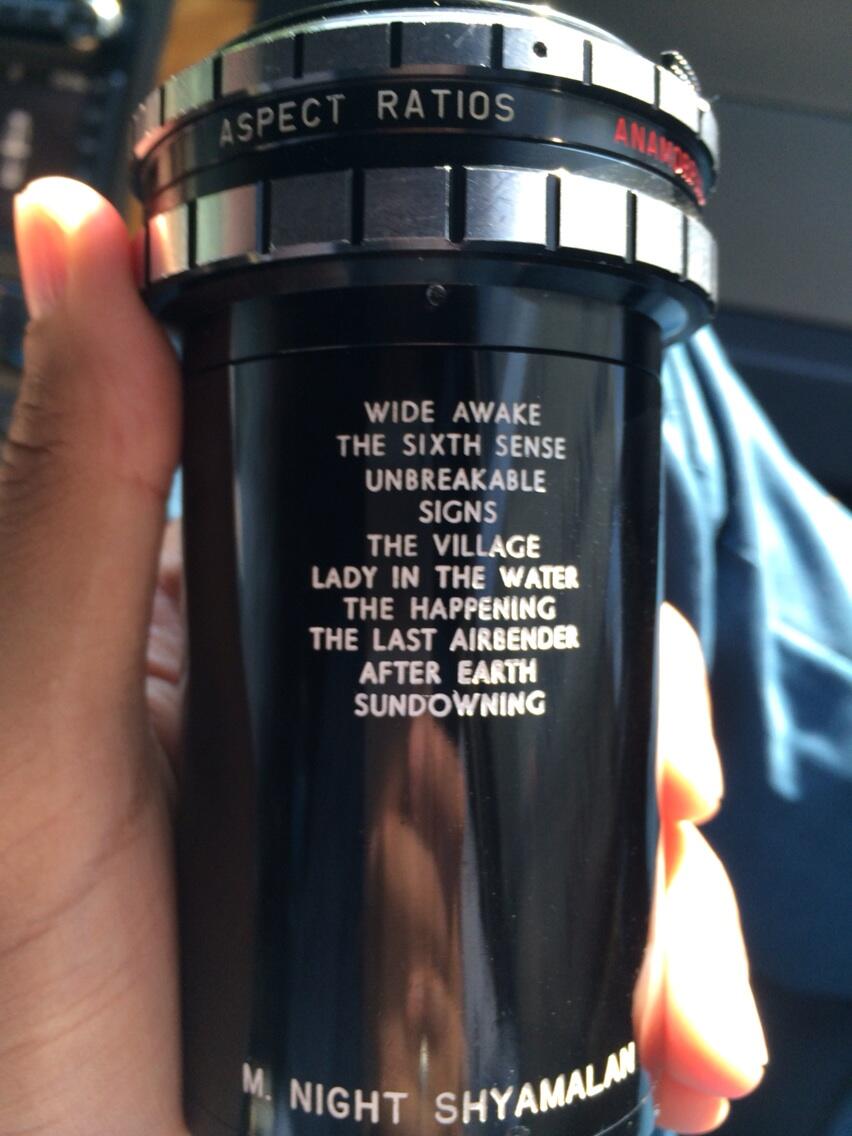 ASPECT RATIOS
ANAMORPHIC
WIDE AWAKE
THE SIXTH SENSE
UNBREAKABLE
SIGNS
THE VILLAGE
LADY IN THE WATER
THE HAPPENING
THE LAST AIRBENDER
AFTER EARTH
SUNDOWNING
M. NIGHT SHYAMALAN